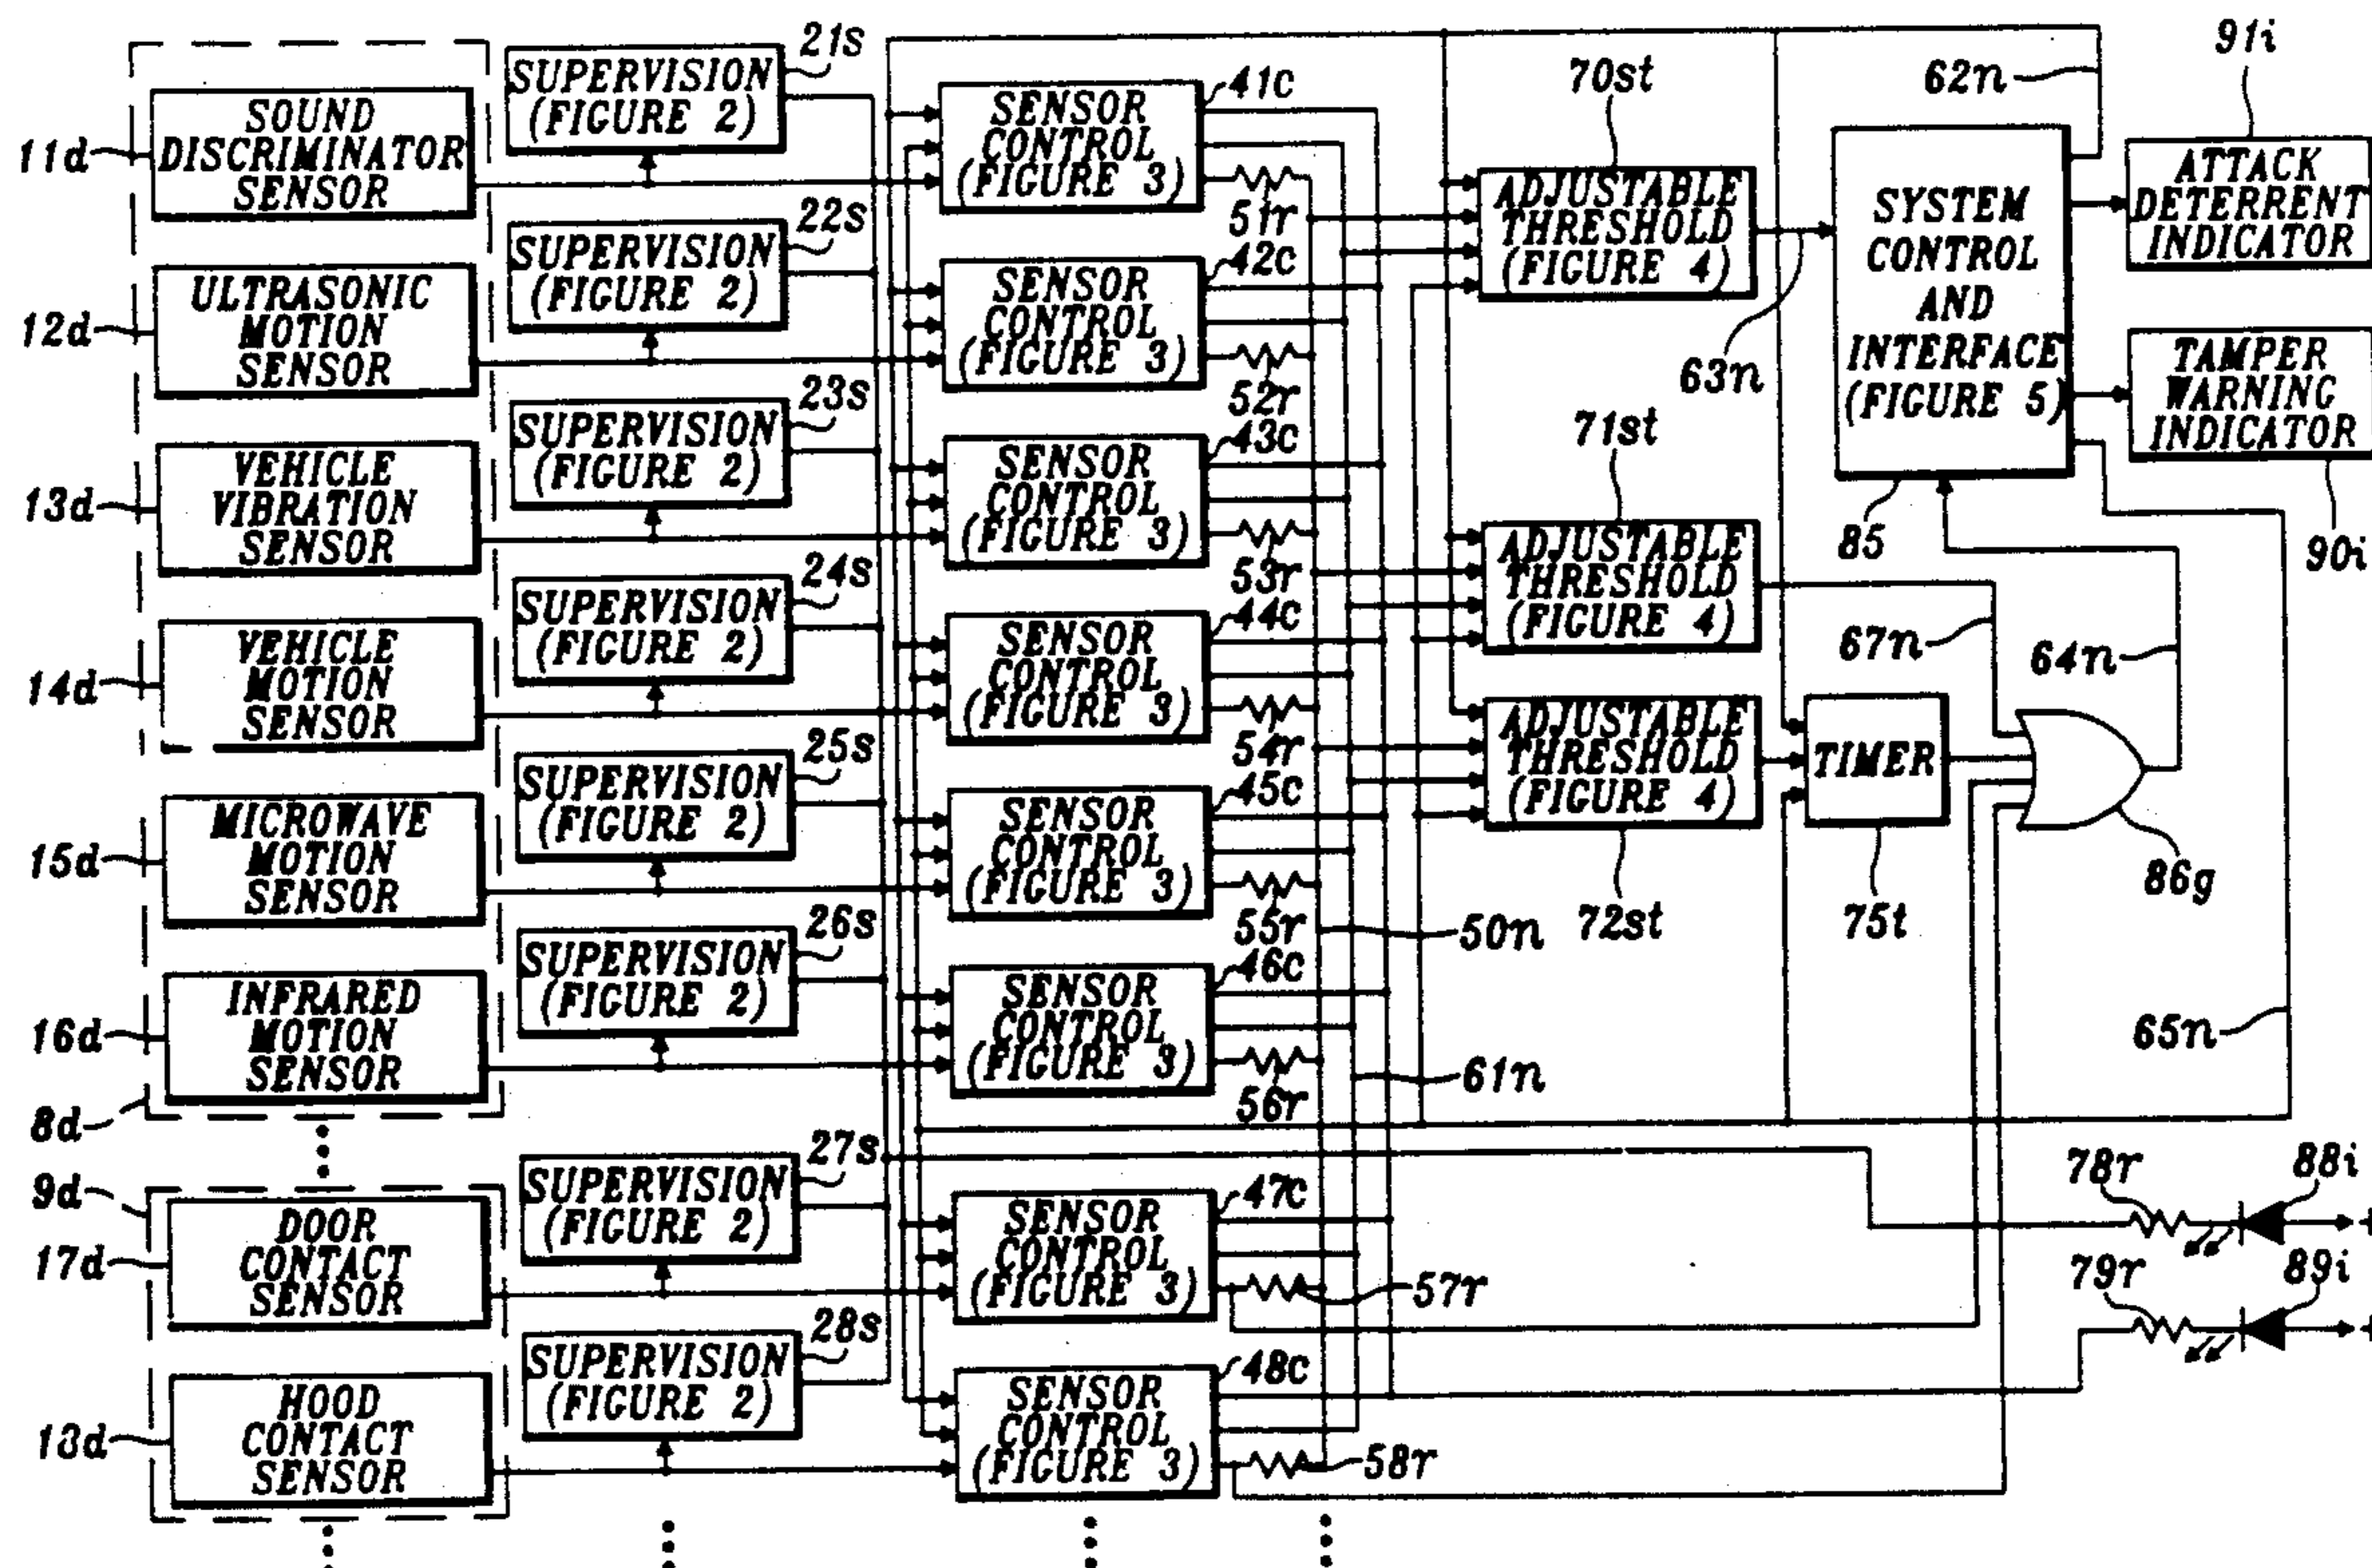 21s
SUPERVISION
(FIGURE 2)
11d
SOUND
DISCRIMINATOR
SENSOR
41c
SENSOR
CONTROL
(FIGURE 3)
51r
22s
SUPERVISION
(FIGURE 2)
12d
ULTRASONIC
MOTION
SENSOR
42c
SENSOR
CONTROL
(FIGURE 3)
52r
23s
SUPERVISION
(FIGURE 2)
13d
VEHICLE
VIBRATION
SENSOR
43c
SENSOR
CONTROL
(FIGURE 3)
53r
24s
SUPERVISION
(FIGURE 2)
14d
VEHICLE
MOTION
SENSOR
44c
SENSOR
CONTROL
(FIGURE 3)
54r
25s
SUPERVISION
(FIGURE 2)
15d
MICROWAVE
MOTION
SENSOR
45c
SENSOR
CONTROL
(FIGURE 3)
55r
26s
SUPERVISION
(FIGURE 2)
16d
INFRARED
MOTION
SENSOR
8d
46c
SENSOR
CONTROL
(FIGURE 3)
56r
9d
27s
SUPERVISION
(FIGURE 2)
17d
DOOR
CONTACT
SENSOR
47c
SENSOR
CONTROL
(FIGURE 3)
57r
28s
SUPERVISION
(FIGURE 2)
18d
HOOD
CONTACT
SENSOR
48c
SENSOR
CONTROL
(FIGURE 3)
58r
50n
61n
70st
ADJUSTABLE
THRESHOLD
(FIGURE 4)
63n
71st
ADJUSTABLE
THRESHOLD
(FIGURE 4)
67n
ADJUSTABLE
THRESHOLD
(FIGURE 4)
72st
TIMER
75t
86g
64n
62n
SYSTEM
CONTROL
AND
INTERFACE
(FIGURE 5)
85
91i
ATTACK
DETERRENT
INDICATOR
TAMPER
WARNING
INDICATOR
90i
65n
78r
88i
79r
89i